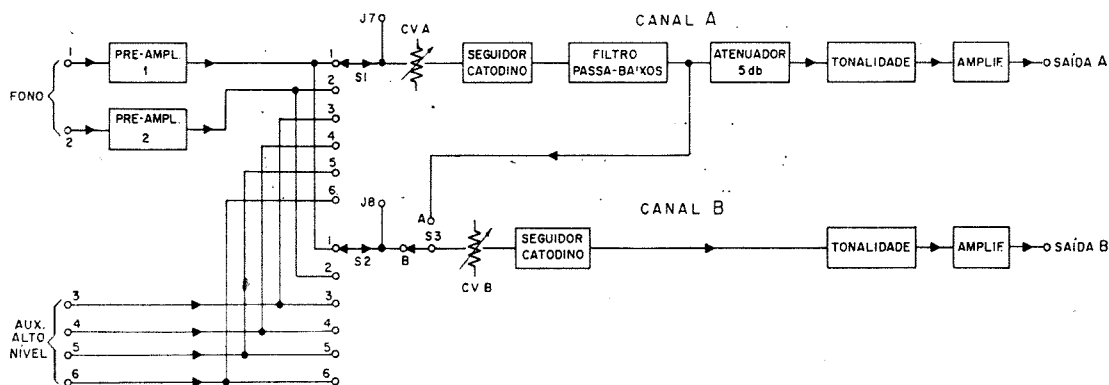 CANAL A
J7
CV A
1
PRE-AMPL.
1
1
S1
SEGUIDOR
CATODINO
FILTRO
PASSA-BAIXOS
ATENUADOR
5 db
TONALIDADE
AMPLIF.
SAÍDA A
FONO
2
2
PRE-AMPL.
2
3
4
5
6
J8
A
S3
CANAL B
1
S2
B
SEGUIDOR
CATODINO
TONALIDADE
AMPLIF.
SAÍDA B
2
CV B
AUX.
ALTO
NÍVEL
3
3
4
4
5
5
6
6